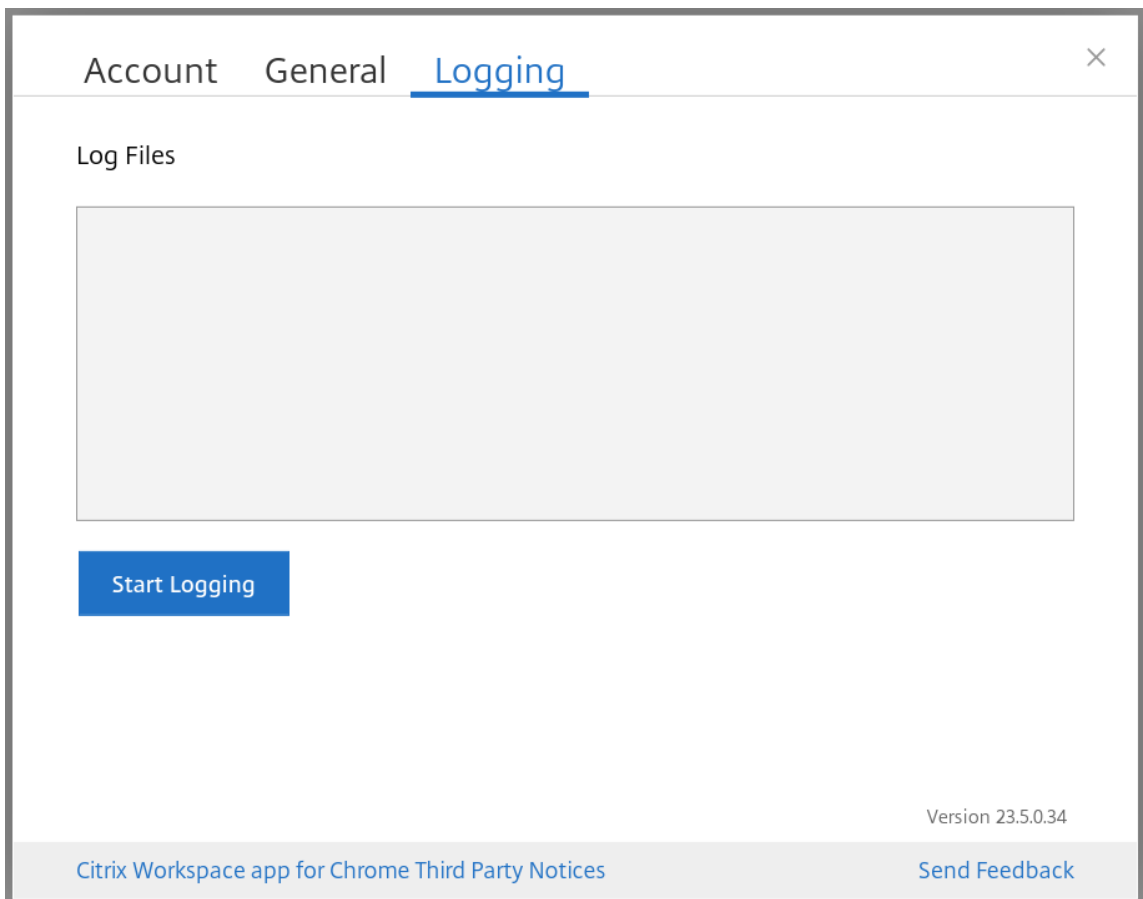 Account General Logging
Log Files
Start Logging
Version 23.5.0.34
Citrix Workspace app for Chrome Third Party Notices Send Feedback